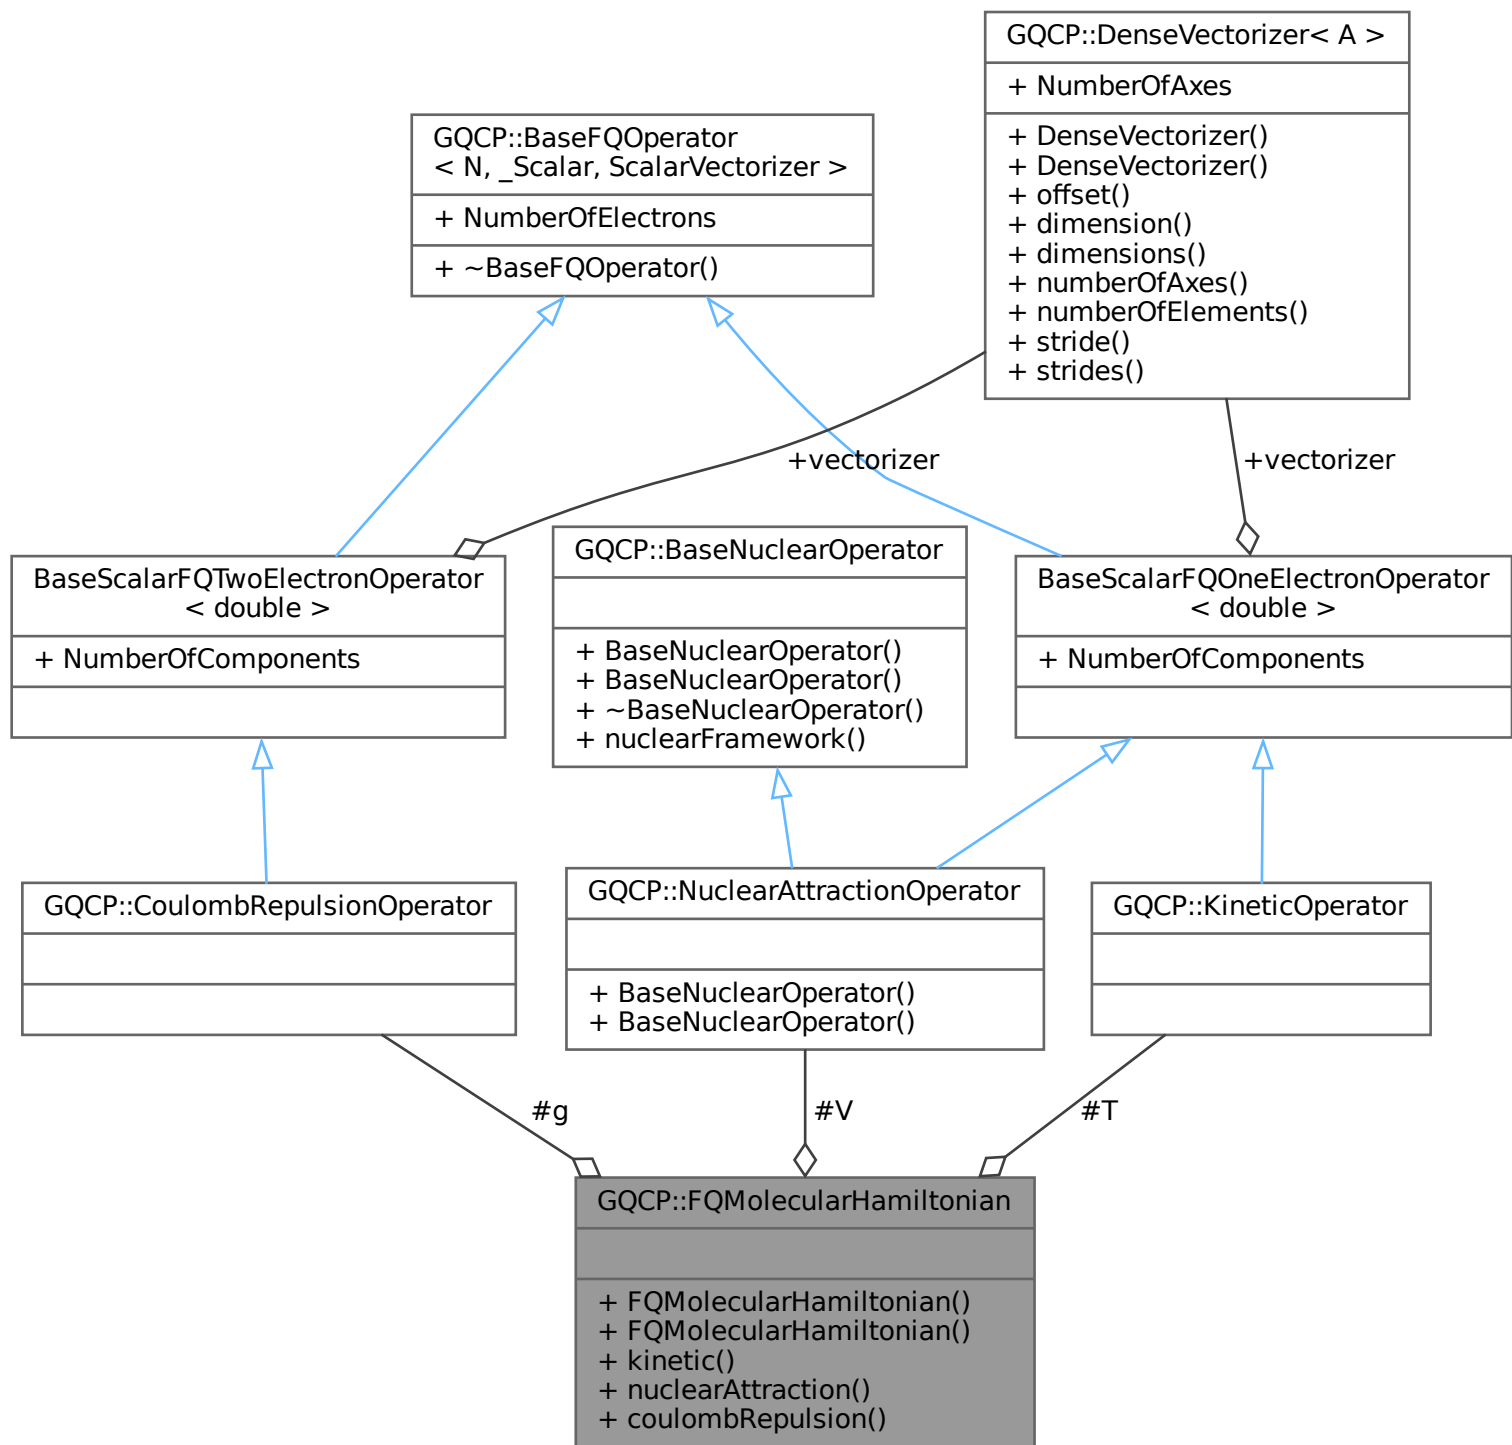 GQCP::DenseVectorizer< A >
+ NumberOfAxes
+ DenseVectorizer()
+ DenseVectorizer()
+ offset()
+ dimension()
+ dimensions()
+ numberOfAxes()
+ numberOfElements()
+ stride()
+ strides()
GQCP::BaseFQOperator
< N, _Scalar, ScalarVectorizer >
+ NumberOfElectrons
+ ~BaseFQOperator()
+vectorizer
+vectorizer
BaseScalarFQTwoElectronOperator
< double >
+ NumberOfComponents
GQCP::BaseNuclearOperator
+ BaseNuclearOperator()
+ BaseNuclearOperator()
+ ~BaseNuclearOperator()
+ nuclearFramework()
BaseScalarFQOneElectronOperator
< double >
+ NumberOfComponents
GQCP::CoulombRepulsionOperator
GQCP::NuclearAttractionOperator
+ BaseNuclearOperator()
+ BaseNuclearOperator()
GQCP::KineticOperator
#g
#V
#T
GQCP::FQMolecularHamiltonian
+ FQMolecularHamiltonian()
+ FQMolecularHamiltonian()
+ kinetic()
+ nuclearAttraction()
+ coulombRepulsion()